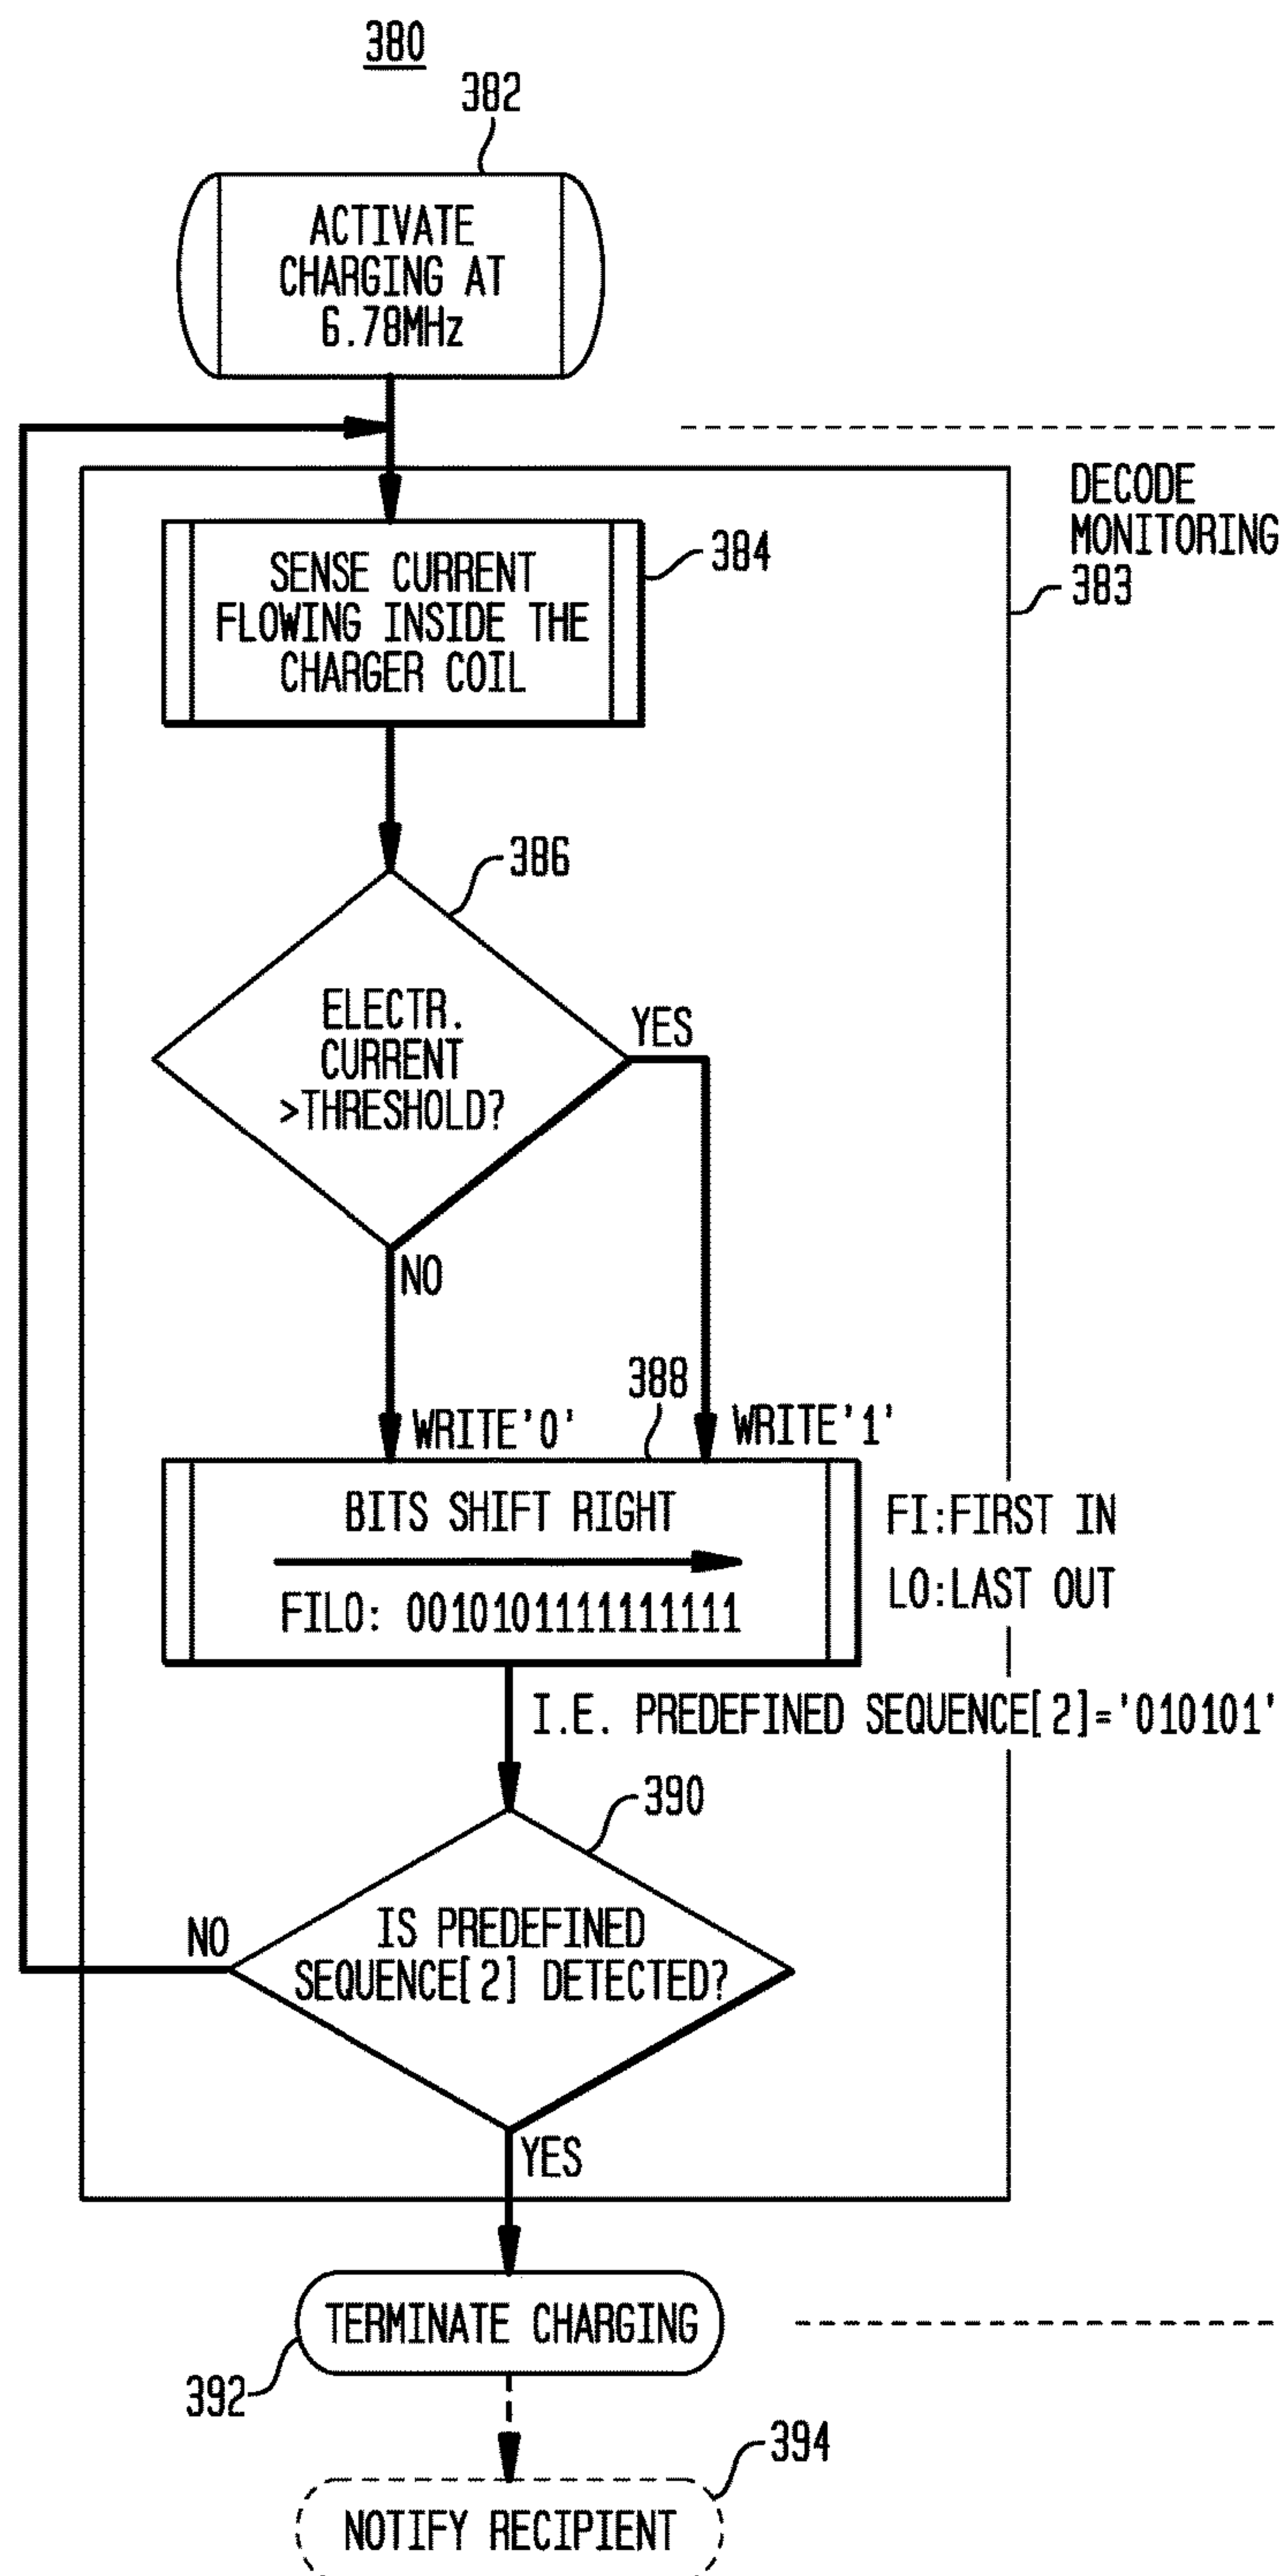 380
382
ACTIVATE
CHARGING AT
6.78MHz
DECODE
MONITORING
383
SENSE CURRENT
FLOWING INSIDE THE
CHARGER COIL
384
386
ELECTR.
CURRENT
>THRESHOLD?
YES
NO
388
WRITE'0'
WRITE'1'
BITS SHIFT RIGHT
FILO: 0010101111111111
FI:FIRST IN
LO:LAST OUT
I.E. PREDEFINED SEQUENCE[2]='010101'
390
IS PREDEFINED
SEQUENCE[2] DETECTED?
NO
YES
TERMINATE CHARGING
392
394
NOTIFY RECIPIENT